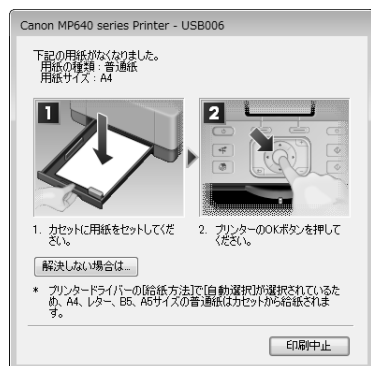 Canon MP640 series Printer - USB006
下記の用紙がなくなりました。
用紙の種類 : 普通紙
用紙サイズ : A4
1
2
1. カセットに用紙をセットしてくだ
さい。
2. プリンターのOKボタンを押して
ください。
解決しない場合は...
* プリンタードライバーの[給紙方法]で[自動選択]が選択されているた
め、A4、レター、B5、A5サイズの普通紙はカセットから給紙されま
す。
印刷中止